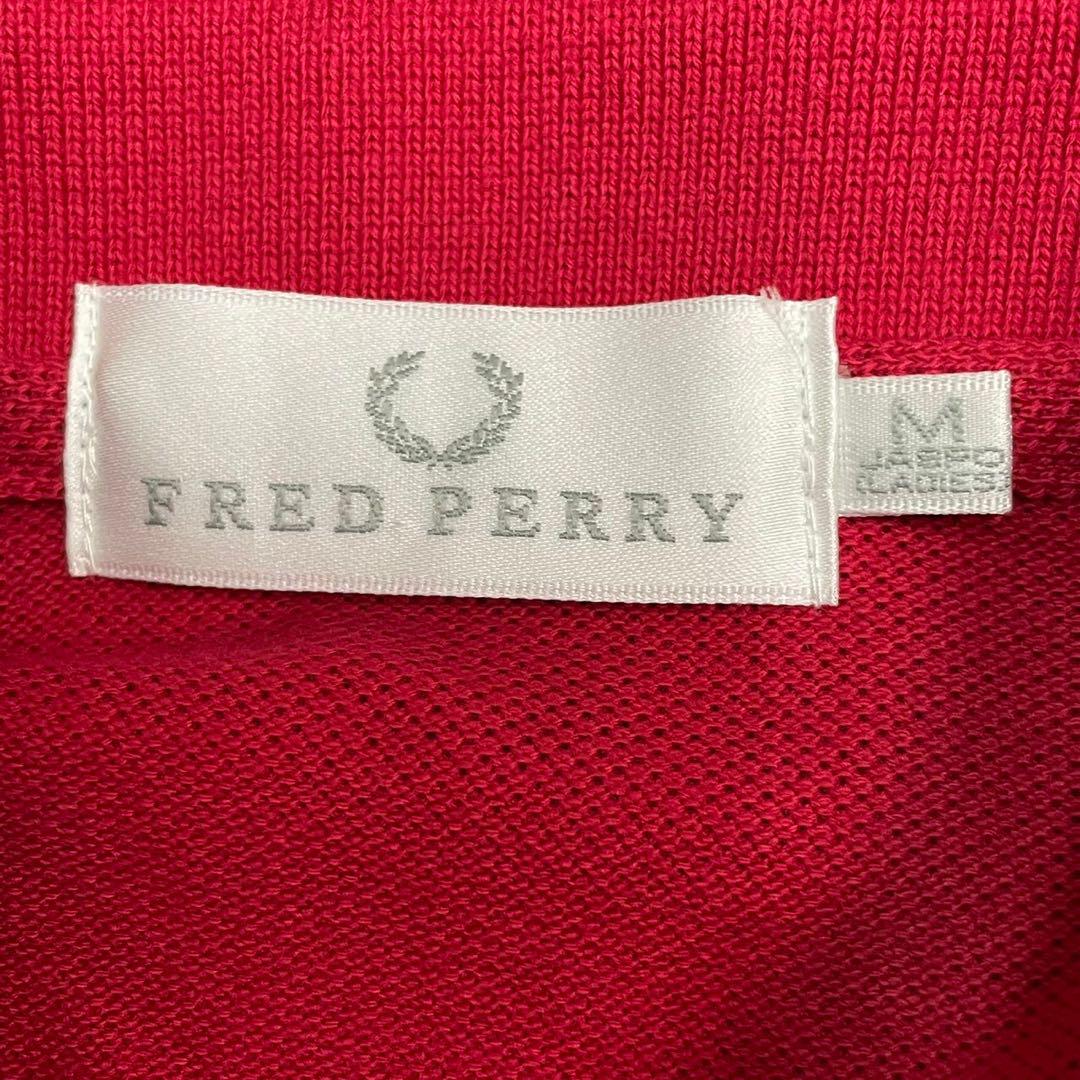 FRED PERRY
M
JASPO
(LADIES)